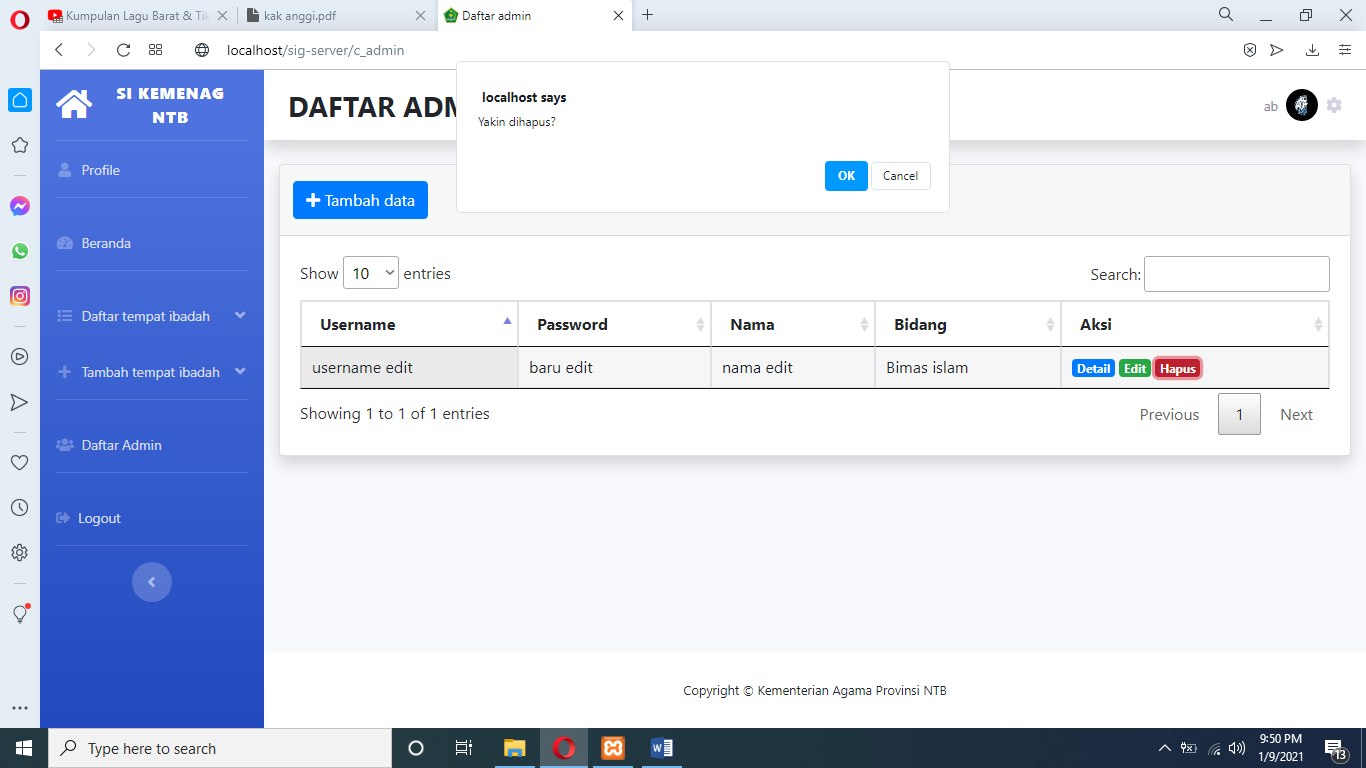 Kumpulan Lagu Barat & Tik
kak anggi.pdf
Daftar admin
localhost/sig-server/c_admin
SI KEMENAG
NTB
Profile
Beranda
Daftar tempat ibadah
Tambah tempat ibadah
Daftar Admin
Logout
DAFTAR ADM
ab
localhost says
Yakin dihapus?
OK Cancel
Tambah data
Show 10 entries
Search:
Username Password Nama Bidang Aksi
username edit baru edit nama edit Bimas islam Detail Edit Hapus
Showing 1 to 1 of 1 entries
Previous 1 Next
Copyright © Kementerian Agama Provinsi NTB
Type here to search
9:50 PM
1/9/2021
13